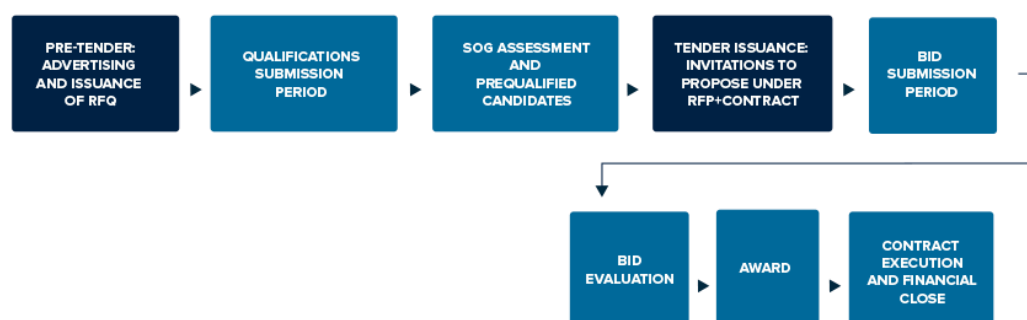 PRE-TENDER:
ADVERTISING
AND ISSUANCE
OF RFQ
QUALIFICATIONS
SUBMISSION
PERIOD
SOG ASSESSMENT
AND
PREQUALIFIED
CANDIDATES
TENDER ISSUANCE:
INVITATIONS TO
PROPOSE UNDER
RFP+CONTRACT
BID
SUBMISSION
PERIOD
BID
EVALUATION
AWARD
CONTRACT
EXECUTION
AND FINANCIAL
CLOSE